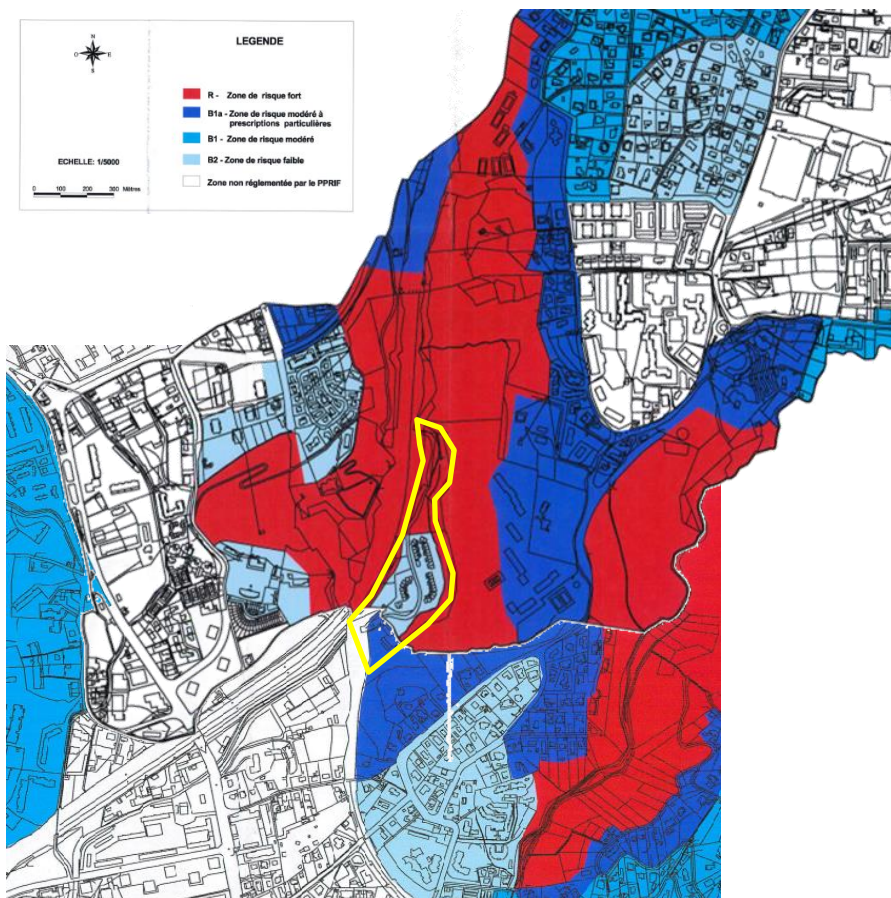 LEGENDE
N
O E
S
R - Zone de risque fort
B1a - Zone de risque modéré à
prescriptions particulières
B1 - Zone de risque modéré
B2 - Zone de risque faible
Zone non réglementée par le PPRIF
ECHELLE: 1/5000
0 100 200 300 Mètres